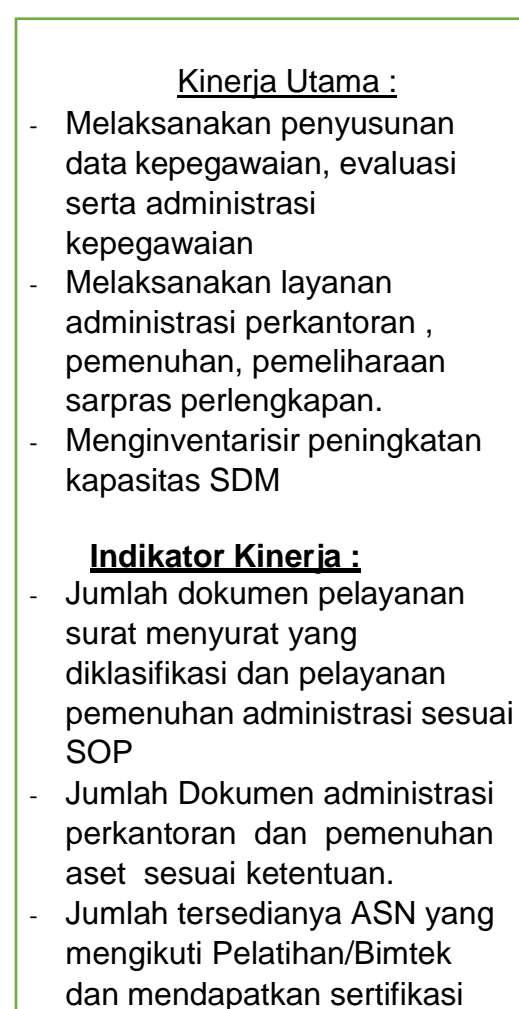 Kinerja Utama :
- Melaksanakan penyusunan
data kepegawaian, evaluasi
serta administrasi
kepegawaian
- Melaksanakan layanan
administrasi perkantoran ,
pemenuhan, pemeliharaan
sarpras perlengkapan.
- Menginventarisir peningkatan
kapasitas SDM
Indikator Kinerja :
- Jumlah dokumen pelayanan
surat menyurat yang
diklasifikasi dan pelayanan
pemenuhan administrasi sesuai
SOP
- Jumlah Dokumen administrasi
perkantoran dan pemenuhan
aset sesuai ketentuan.
- Jumlah tersedianya ASN yang
mengikuti Pelatihan/Bimtek
dan mendapatkan sertifikasi